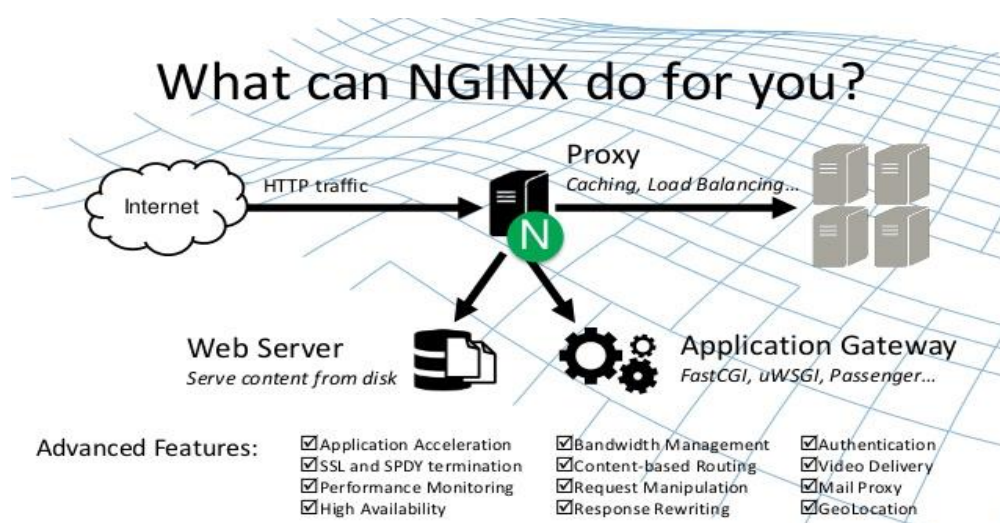 What can NGINX do for you?
Internet
HTTP traffic
Proxy
Caching, Load Balancing...
N
Web Server
Serve content from disk
Application Gateway
FastCGI, uWSGI, Passenger...
Advanced Features:
☑Application Acceleration
☑SSL and SPDY termination
☑Performance Monitoring
☑High Availability
☑Bandwidth Management
☑Content-based Routing
☑Request Manipulation
☑Response Rewriting
☑Authentication
☑Video Delivery
☑Mail Proxy
☑GeoLocation